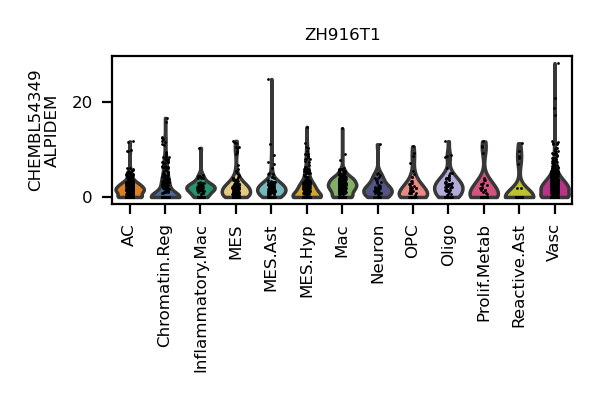 ZH916T1
CHEMBL54349
ALPIDEM
20
0
AC
Chromatin.Reg
Inflammatory.Mac
MES
MES.Ast
MES.Hyp
Mac
Neuron
OPC
Oligo
Prolif.Metab
Reactive.Ast
Vasc